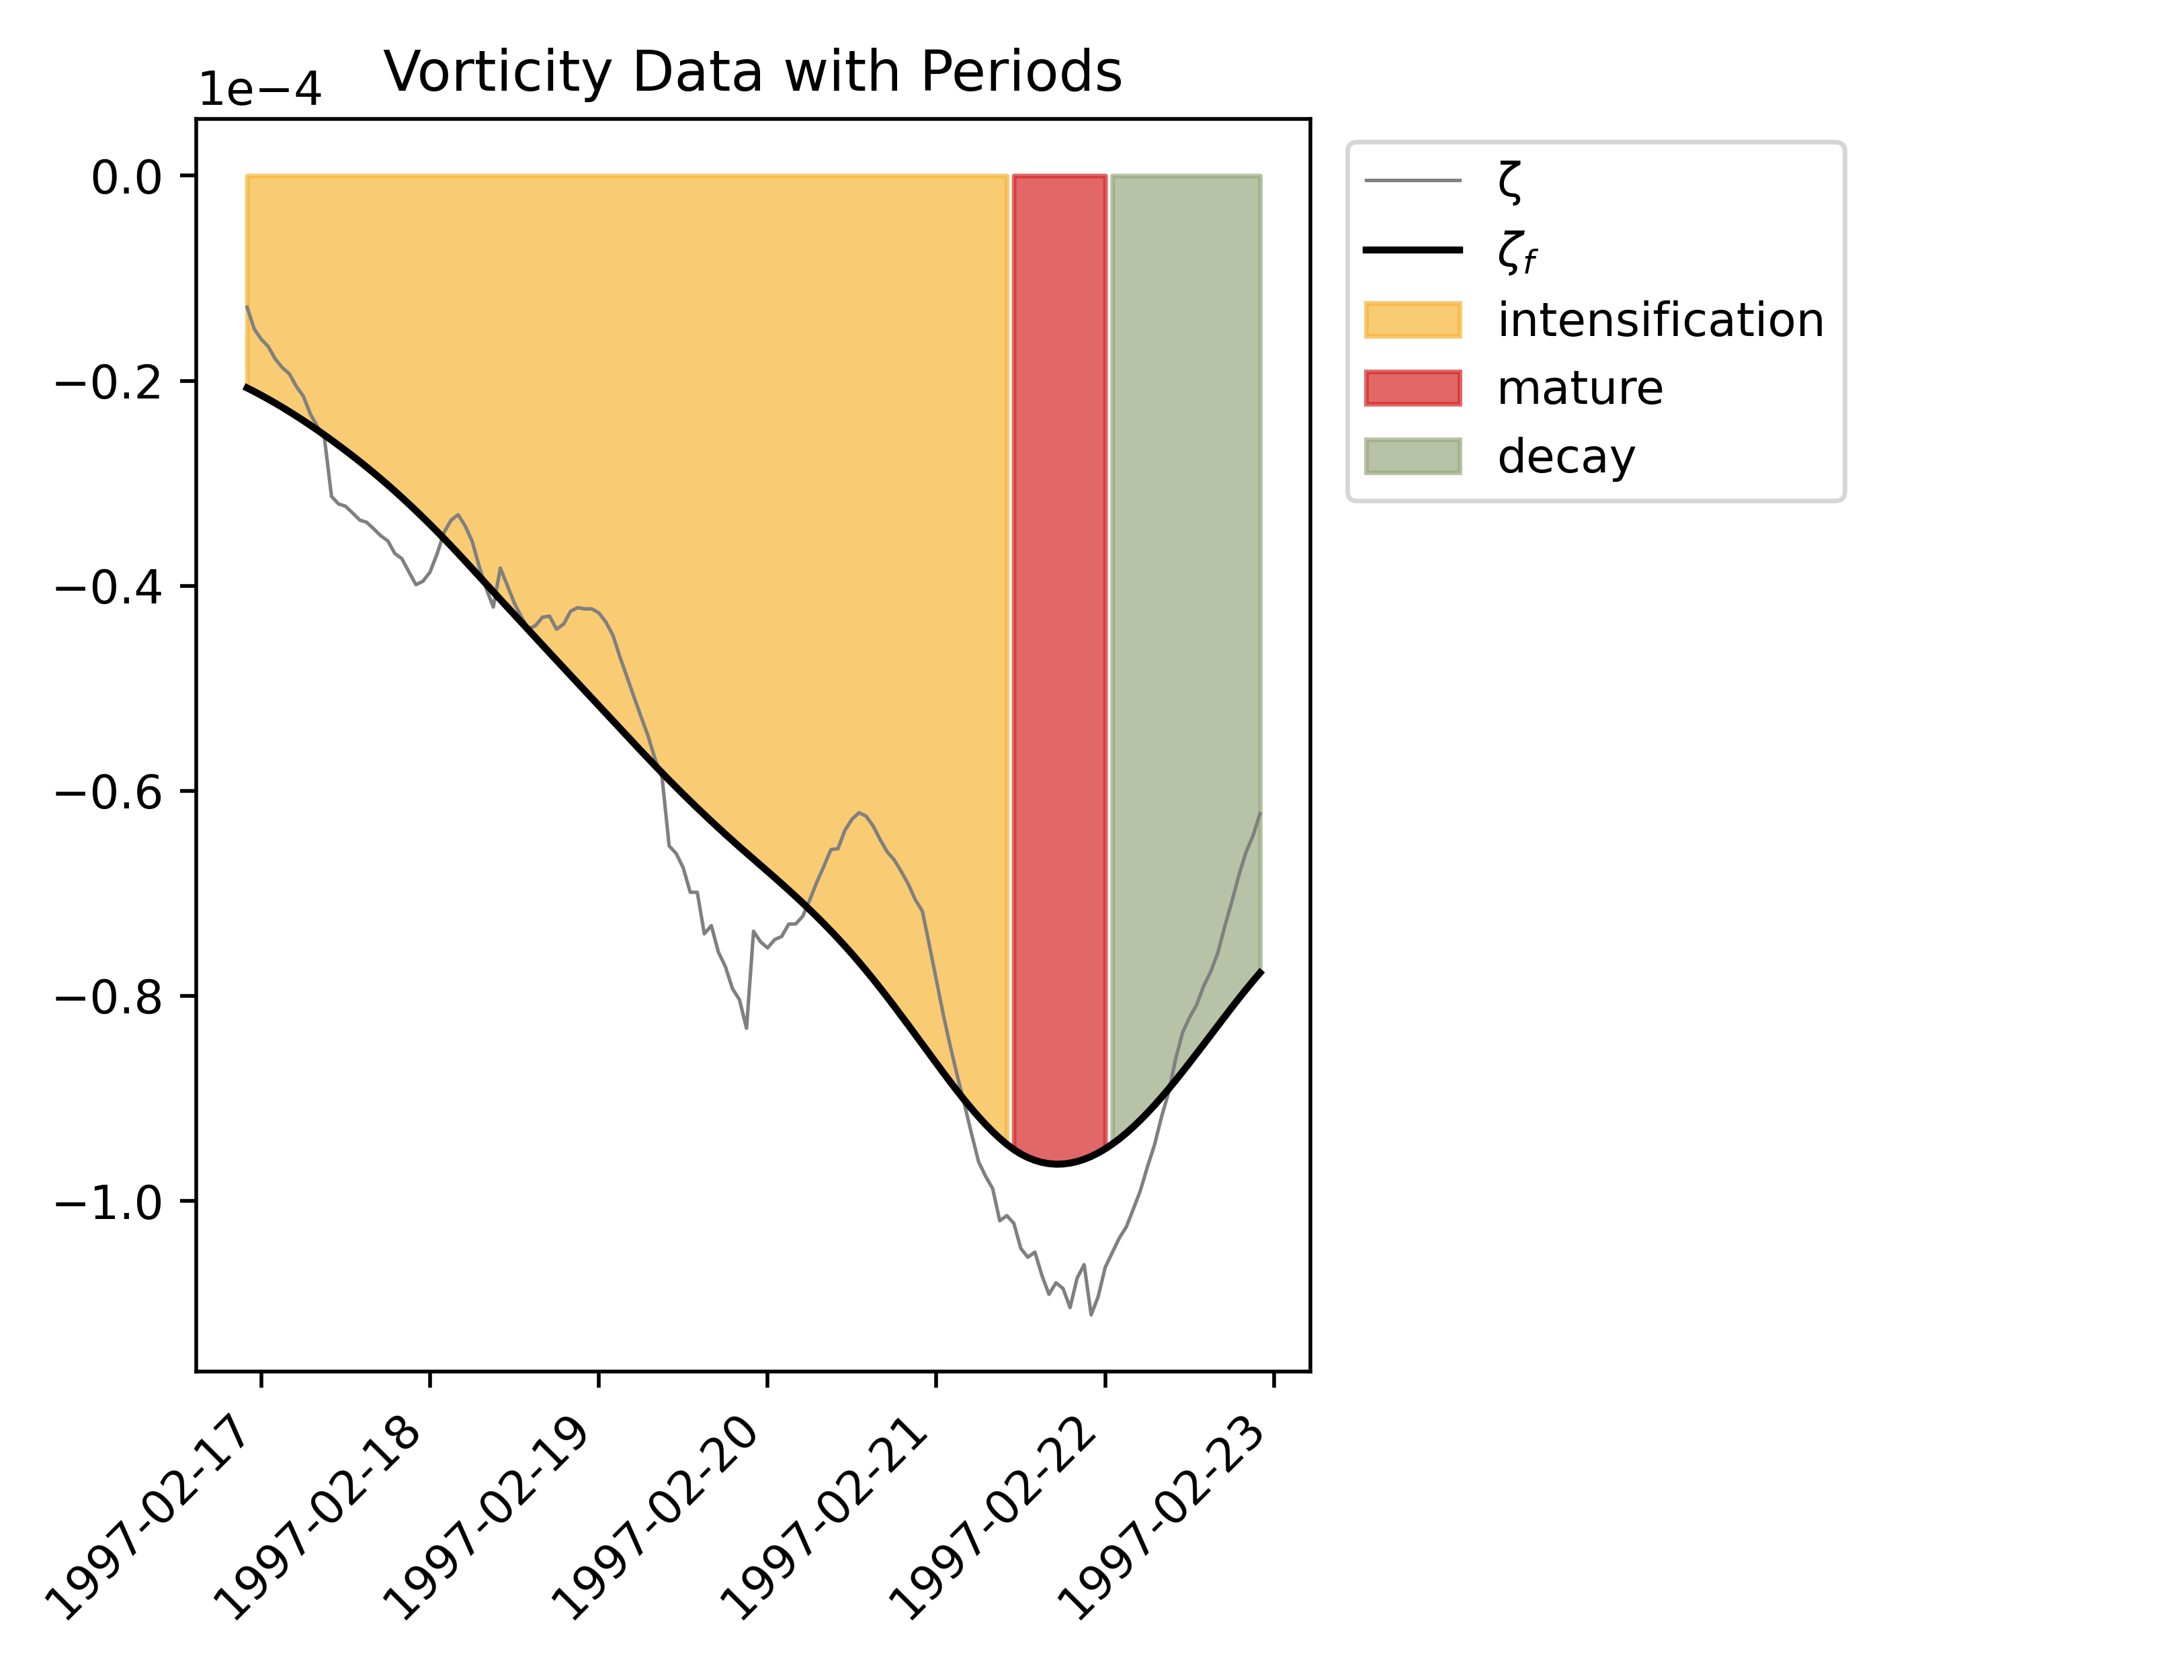 Vorticity Data with Periods
1e−4
0.0
−0.2
−0.4
−0.6
−0.8
−1.0
1997-02-17
1997-02-18
1997-02-19
1997-02-20
1997-02-21
1997-02-22
1997-02-23
ζ
ζf
intensification
mature
decay